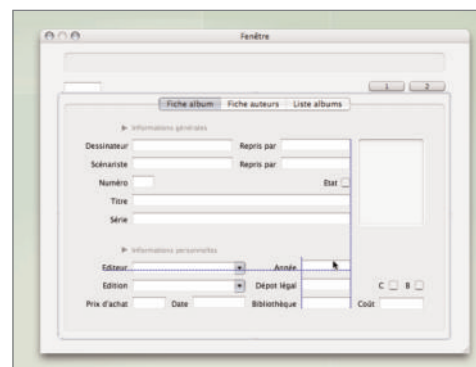 Fenêtre
1 2
Fiche album Fiche auteurs Liste albums
Informations générales
Dessinateur Repris par
Scénariste Repris par
Numéro Etat
Titre
Série
Informations personnelles
Editeur Année
Edition Dépot légal C B
Prix d'achat Date Bibliothèque Coût